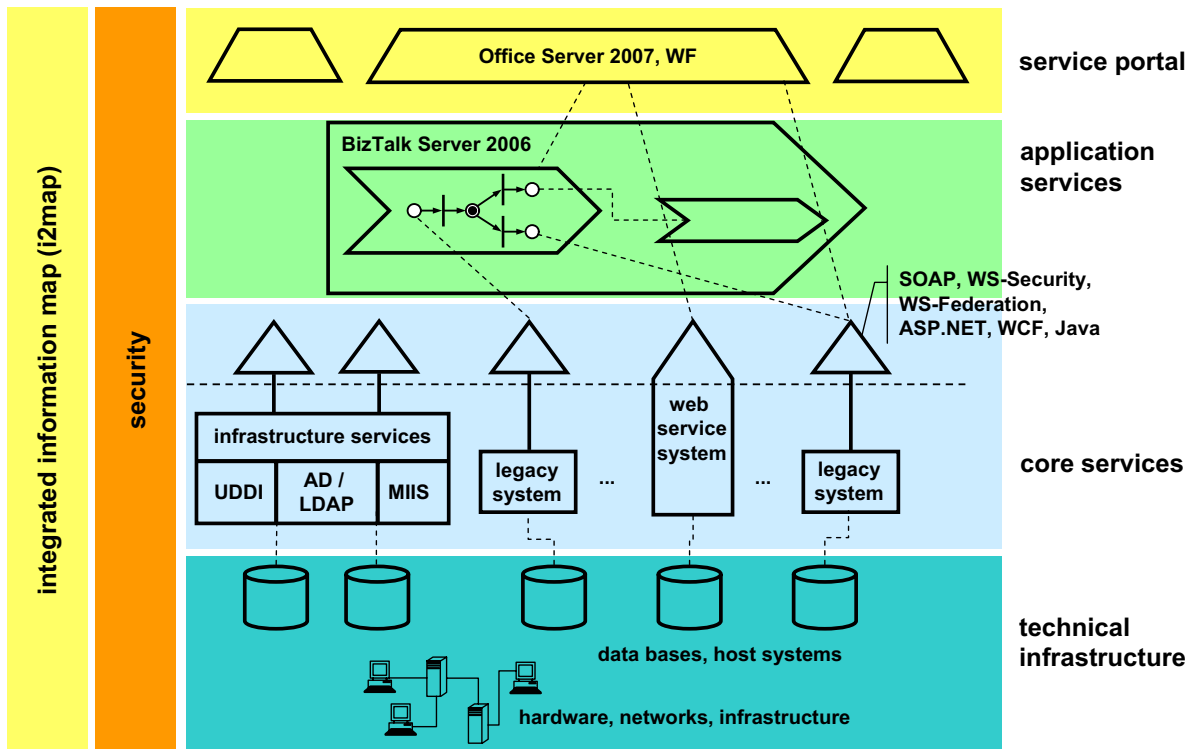 integrated information map (i2map)
security
Office Server 2007, WF
service portal
BizTalk Server 2006
application
services
SOAP, WS-Security,
WS-Federation,
ASP.NET, WCF, Java
infrastructure services
UDDI
AD /
LDAP
MIIS
legacy
system
...
web
service
system
...
legacy
system
core services
data bases, host systems
hardware, networks, infrastructure
technical
infrastructure